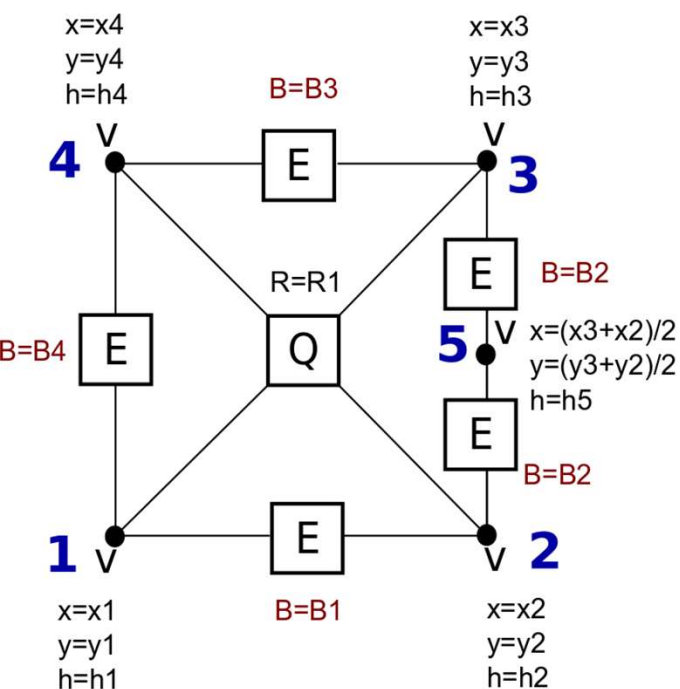 x=x4
y=y4
h=h4
V
4
B=B3
E
x=x3
y=y3
h=h3
V
3
E
B=B2
R=R1
Q
B=B4
E
5
V
x=(x3+x2)/2
y=(y3+y2)/2
h=h5
E
B=B2
1
V
E
B=B1
V
2
x=x1
y=y1
h=h1
x=x2
y=y2
h=h2